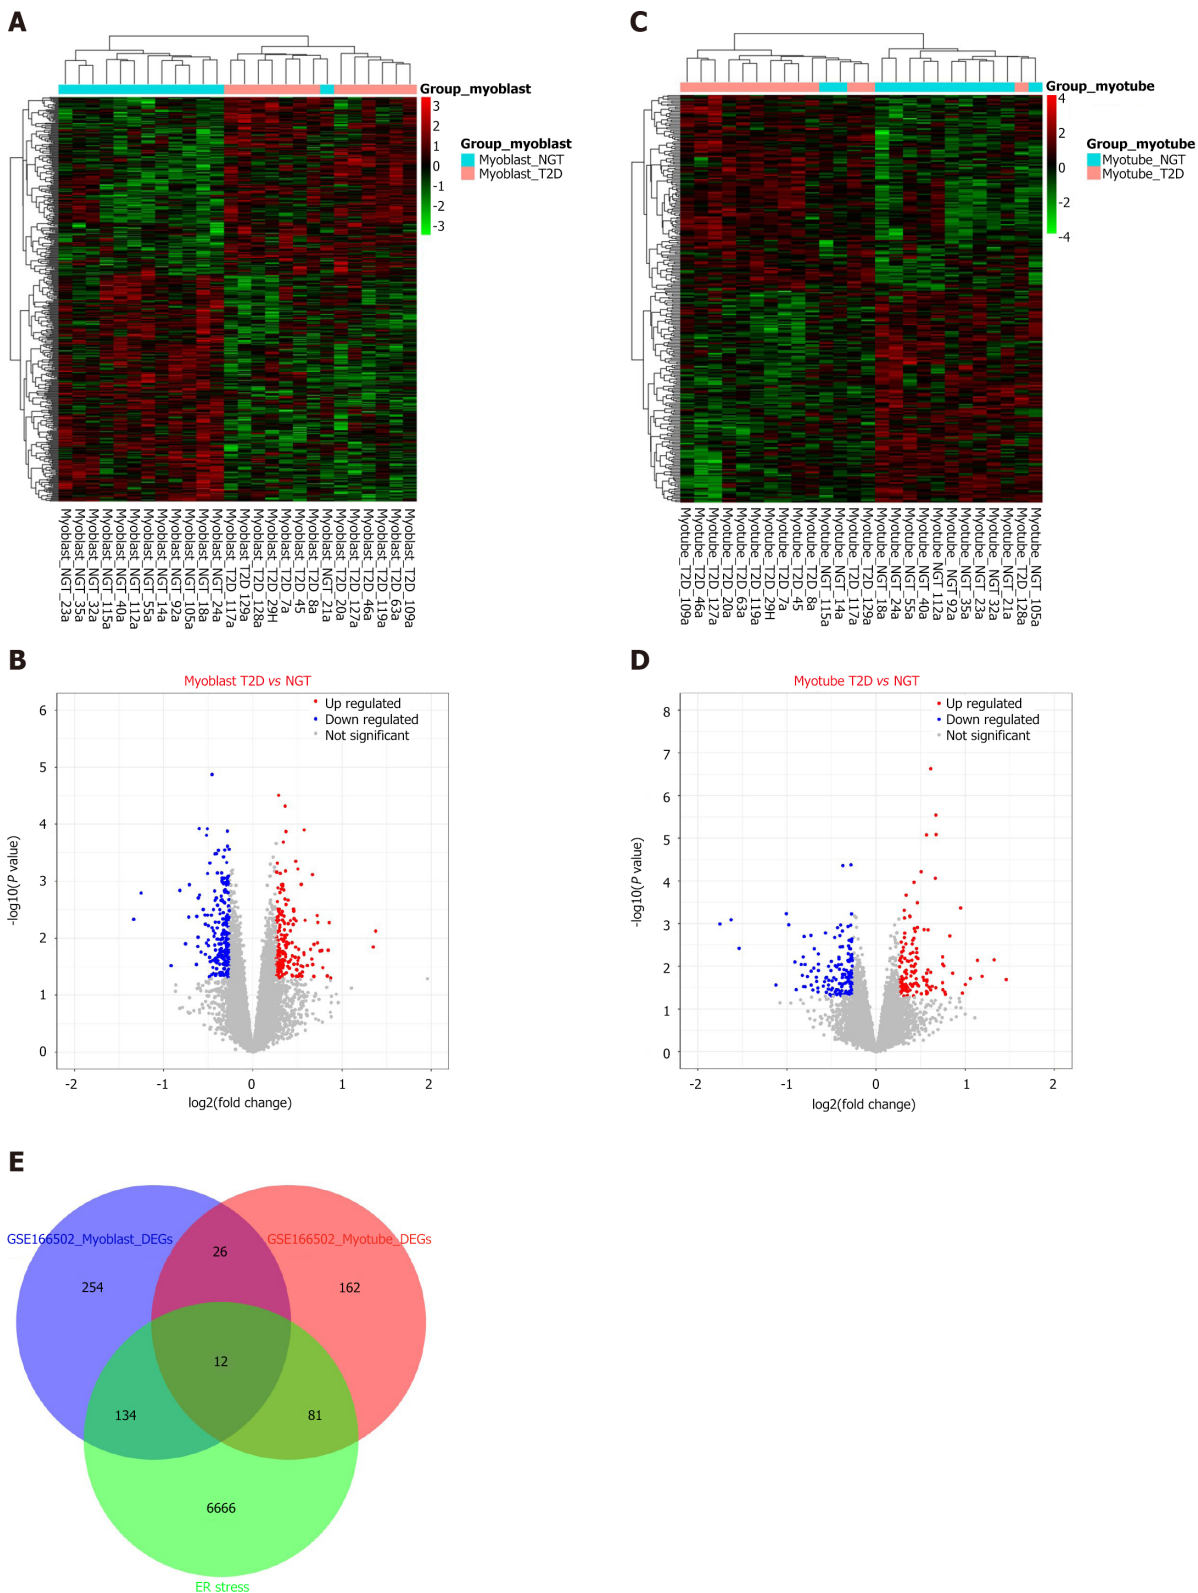 A
Group_myoblast
3
2
1
0
-1
-2
-3
Group_myoblast
Myoblast_NGT
Myoblast_T2D
Myoblast_NGT_23a
Myoblast_NGT_35a
Myoblast_NGT_32a
Myoblast_NGT_115a
Myoblast_NGT_40a
Myoblast_NGT_112a
Myoblast_NGT_55a
Myoblast_NGT_14a
Myoblast_NGT_92a
Myoblast_NGT_105a
Myoblast_NGT_18a
Myoblast_NGT_24a
Myoblast_T2D_117a
Myoblast_T2D_129a
Myoblast_T2D_128a
Myoblast_T2D_29H
Myoblast_T2D_7a
Myoblast_T2D_45
Myoblast_T2D_8a
Myoblast_NGT_21a
Myoblast_T2D_20a
Myoblast_T2D_127a
Myoblast_T2D_46a
Myoblast_T2D_119a
Myoblast_T2D_63a
Myoblast_T2D_109a
C
Group_myotube
4
2
0
-2
-4
Group_myotube
Myotube_NGT
Myotube_T2D
Myotube_T2D_109a
Myotube_T2D_46a
Myotube_T2D_127a
Myotube_T2D_20a
Myotube_T2D_63a
Myotube_T2D_119a
Myotube_T2D_29H
Myotube_T2D_7a
Myotube_T2D_45
Myotube_T2D_8a
Myotube_NGT_115a
Myotube_NGT_14a
Myotube_T2D_117a
Myotube_T2D_129a
Myotube_NGT_18a
Myotube_NGT_24a
Myotube_NGT_55a
Myotube_NGT_40a
Myotube_NGT_112a
Myotube_NGT_92a
Myotube_NGT_35a
Myotube_NGT_23a
Myotube_NGT_32a
Myotube_NGT_21a
Myotube_T2D_128a
Myotube_NGT_105a
B
Myoblast T2D vs NGT
Up regulated
Down regulated
Not significant
-log10(P value)
6
5
4
3
2
1
0
-2
-1
0
1
2
log2(fold change)
D
Myotube T2D vs NGT
Up regulated
Down regulated
Not significant
-log10(P value)
8
7
6
5
4
3
2
1
0
-2
-1
0
1
2
log2(fold change)
E
GSE166502_Myoblast_DEGs
GSE166502_Myotube_DEGs
26
254
162
12
134
81
6666
ER stress